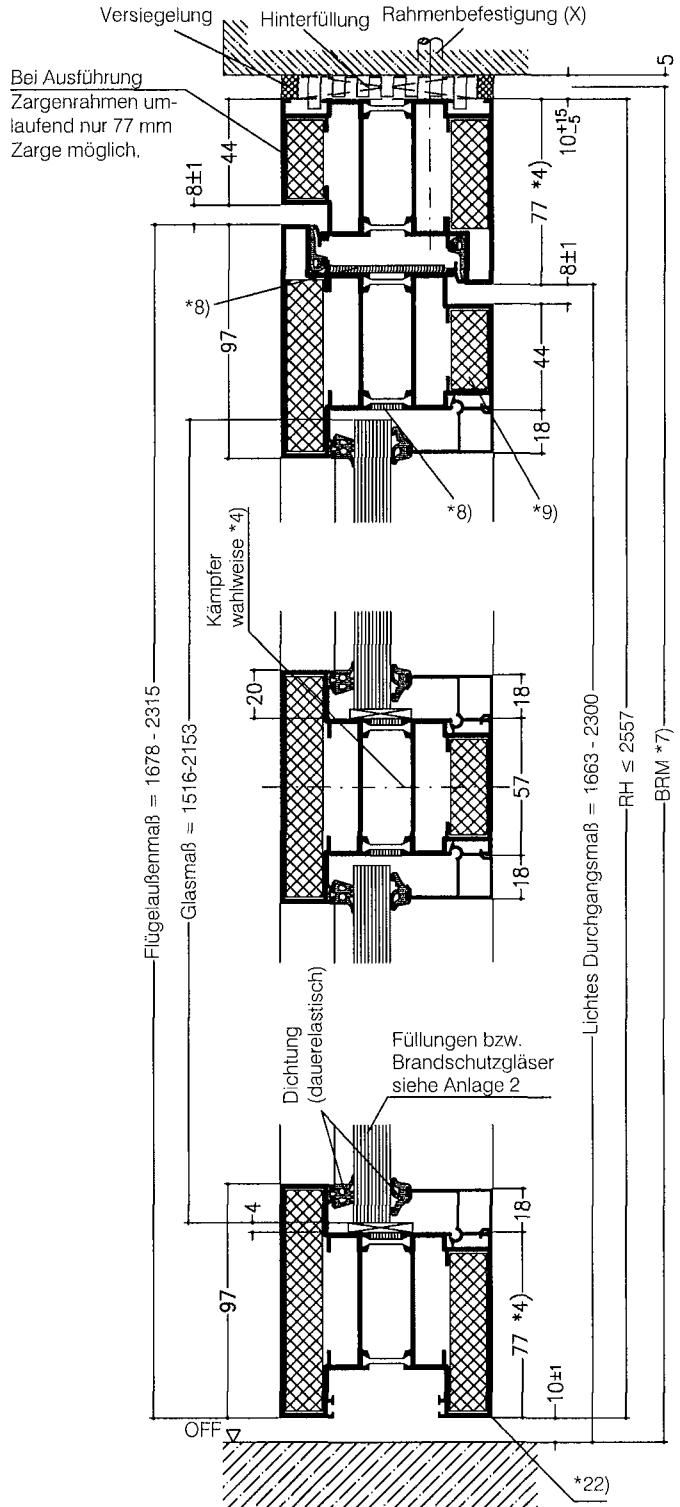 Versiegelung
Hinterfüllung
Rahmenbefestigung (X)
Bei Ausführung
Zargenrahmen um-
laufend nur 77 mm
Zarge möglich.
5
10+15-5
44
8±1
77 *4)
8±1
*8)
97
44
18
*8)
*9)
Kämpfer
wahlweise *4)
20
18
57
18
Flügelaußenmaß = 1678 - 2315
Glasmaß = 1516-2153
Lichtes Durchgangsmaß = 1663 - 2300
RH ≤ 2557
BRM *7)
Dichtung
(dauerelastisch)
Füllungen bzw.
Brandschutzgläser
siehe Anlage 2
4
18
97
77 *4)
10±1
OFF
*22)